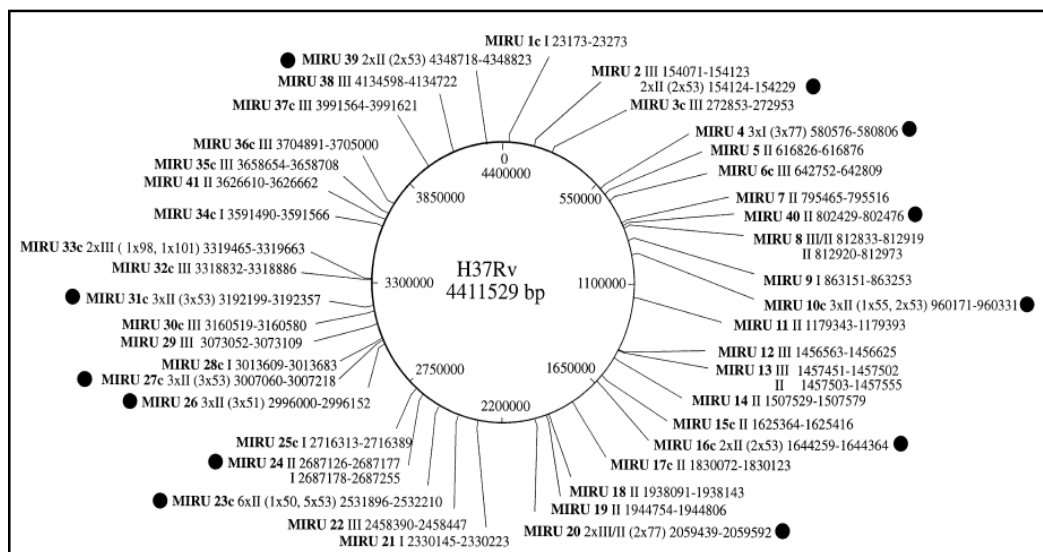 MIRU 1c I 23173-23273
MIRU 2 III 154071-154123
2xII (2x53) 154124-154229
MIRU 3c III 272853-272953
MIRU 4 3xI (3x77) 580576-580806
MIRU 5 II 616826-616876
MIRU 6c III 642752-642809
MIRU 7 II 795465-795516
MIRU 40 II 802429-802476
MIRU 8 III/II 812833-812919
II 812920-812973
MIRU 9 I 863151-863253
MIRU 10c 3xII (1x55, 2x53) 960171-960331
MIRU 11 II 1179343-1179393
MIRU 12 III 1456563-1456625
MIRU 13 III 1457451-1457502
II 1457503-1457555
MIRU 14 II 1507529-1507579
MIRU 15c II 1625364-1625416
MIRU 16c 2xII (2x53) 1644259-1644364
MIRU 17c II 1830072-1830123
MIRU 18 II 1938091-1938143
MIRU 19 II 1944754-1944806
MIRU 20 2xIII/II (2x77) 2059439-2059592
MIRU 21 I 2330145-2330223
MIRU 22 III 2458390-2458447
MIRU 23c 6xII (1x50, 5x53) 2531896-2532210
MIRU 24 II 2687126-2687177
I 2687178-2687255
MIRU 25c I 2716313-2716389
MIRU 26 3xII (3x51) 2996000-2996152
MIRU 27c 3xII (3x53) 3007060-3007218
MIRU 28c I 3013609-3013683
MIRU 29 III 3073052-3073109
MIRU 30c III 3160519-3160580
MIRU 31c 3xII (3x53) 3192199-3192357
MIRU 32c III 3318832-3318886
MIRU 33c 2xIII ( 1x98, 1x101) 3319465-3319663
MIRU 34c I 3591490-3591566
MIRU 41 II 3626610-3626662
MIRU 35c III 3658654-3658708
MIRU 36c III 3704891-3705000
MIRU 37c III 3991564-3991621
MIRU 38 III 4134598-4134722
MIRU 39 2xII (2x53) 4348718-4348823
0
4400000
550000
1100000
1650000
2200000
2750000
3300000
3850000
H37Rv
4411529 bp